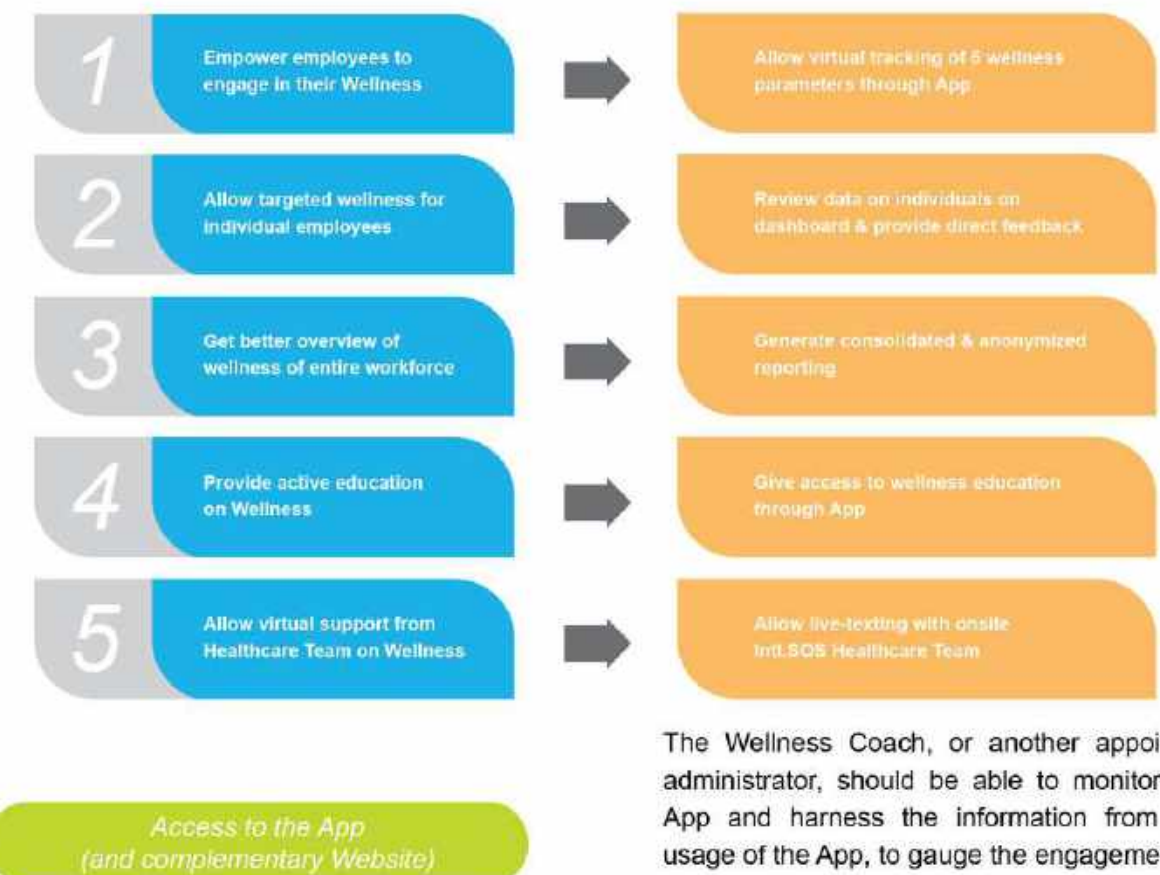 1
Empower employees to
engage in their Wellness
Allow virtual tracking of 5 wellness
parameters through App
2
Allow targeted wellness for
individual employees
Review data on individuals on
dashboard & provide direct feedback
3
Get better overview of
wellness of entire workforce
Generate consolidated & anonymized
reporting
4
Provide active education
on Wellness
Give access to wellness education
through App
5
Allow virtual support from
Healthcare Team on Wellness
Allow live-texting with onsite
Intl.SOS Healthcare Team
Access to the App
(and complementary Website)
The Wellness Coach, or another appoi
administrator, should be able to monitor
App and harness the information from
usage of the App, to gauge the engageme